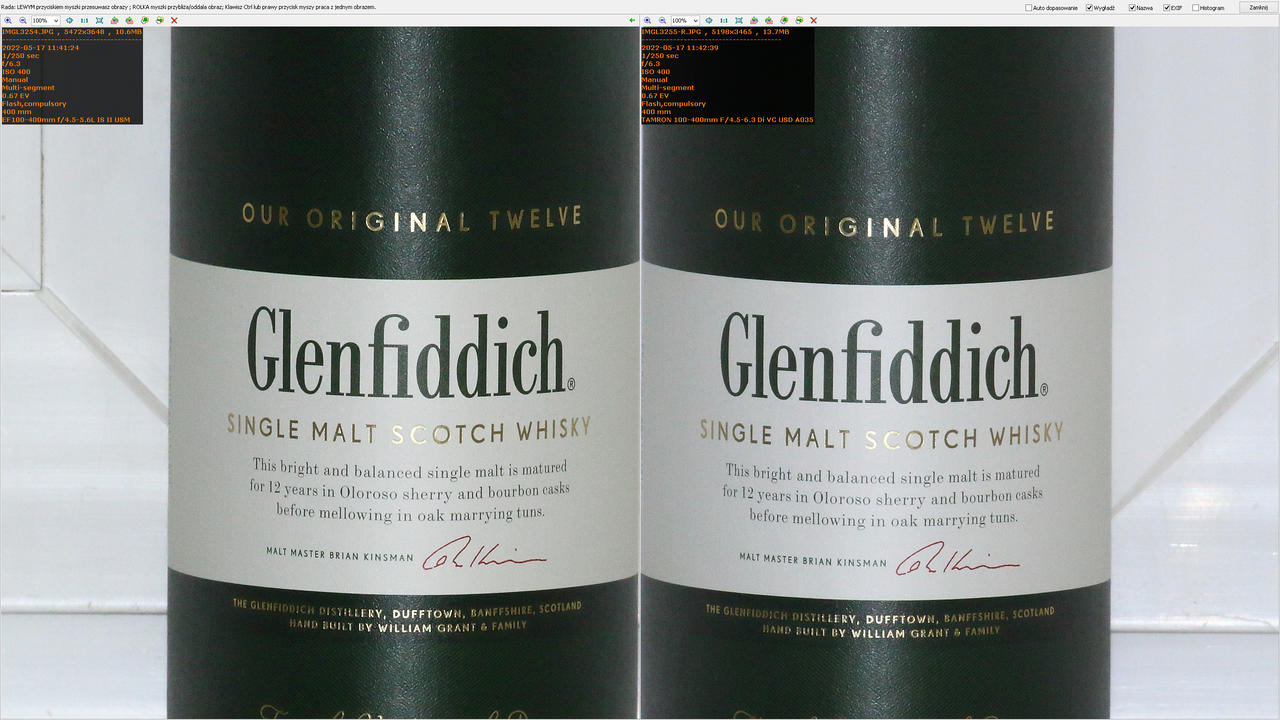 Rada: LEWYM przyciskiem myszki przesuwasz obrazy ; ROLKA myszki przybliża/oddala obraz; Klawisz Ctrl lub prawy przycisk myszy praca z jednym obrazem.
Auto dopasowanie Wygładź Nazwa EXIF Histogram Zamknij
100% 1:1
100% 1:1
IMGL3254.JPG , 5472x3648 , 10.6MB
2022-05-17 11:41:24
1/250 sec
f/6.3
ISO 400
Manual
Multi-segment
0.67 EV
Flash,compulsory
400 mm
EF100-400mm f/4.5-5.6L IS II USM
OUR ORIGINAL TWELVE
Glenfiddich®
SINGLE MALT SCOTCH WHISKY
This bright and balanced single malt is matured
for 12 years in Oloroso sherry and bourbon casks
before mellowing in oak marrying tuns.
MALT MASTER BRIAN KINSMAN
THE GLENFIDDICH DISTILLERY, DUFFTOWN, BANFFSHIRE, SCOTLAND
HAND BUILT BY WILLIAM GRANT & FAMILY
IMGL3255-R.JPG , 5198x3465 , 13.7MB
2022-05-17 11:42:39
1/250 sec
f/6.3
ISO 400
Manual
Multi-segment
0.67 EV
Flash,compulsory
400 mm
TAMRON 100-400mm F/4.5-6.3 Di VC USD A035
OUR ORIGINAL TWELVE
Glenfiddich®
SINGLE MALT SCOTCH WHISKY
This bright and balanced single malt is matured
for 12 years in Oloroso sherry and bourbon casks
before mellowing in oak marrying tuns.
MALT MASTER BRIAN KINSMAN
THE GLENFIDDICH DISTILLERY, DUFFTOWN, BANFFSHIRE, SCOTLAND
HAND BUILT BY WILLIAM GRANT & FAMILY